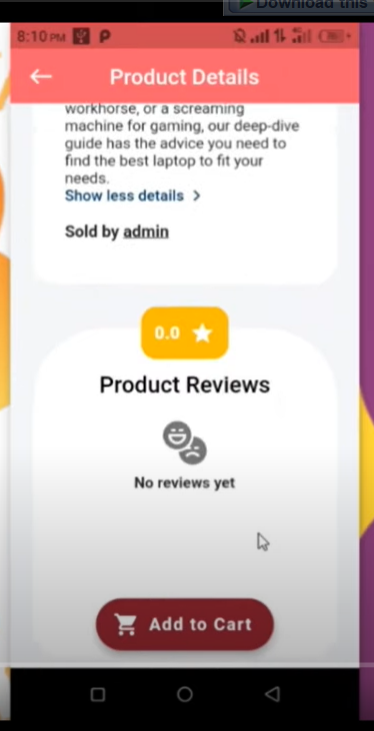 Download this
8:10 PM P
Product Details
workhorse, or a screaming
machine for gaming, our deep-dive
guide has the advice you need to
find the best laptop to fit your
needs.
Show less details >
Sold by admin
0.0
Product Reviews
No reviews yet
Add to Cart